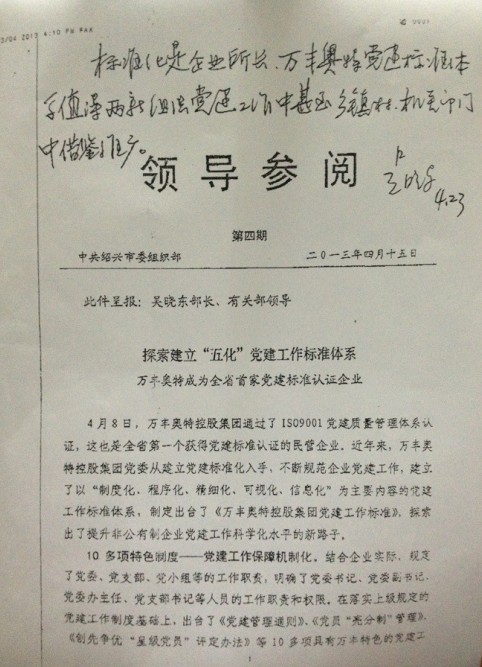 3/04 2013 4:10 PM FAX
标准化是企业所长、万丰奥特党建标准体
系值得两新组织党建工作中甚至乡镇村、机关部门
中借鉴推广。
4.23
领导参阅
第四期
中共绍兴市委组织部 二〇一三年四月十五日
此件呈报：吴晓东部长、有关部领导
探索建立“五化”党建工作标准体系
万丰奥特成为全省首家党建标准认证企业
4月8日，万丰奥特控股集团通过了ISO9001党建质量管理体系认
证，这也是全省第一个获得党建标准认证的民营企业。近年来，万丰奥
特控股集团党委从建立党建标准化入手，不断规范企业党建工作，建立
了以“制度化、程序化、精细化、可视化、信息化”为主要内容的党建
工作标准体系，制定出台了《万丰奥特控股集团党建工作标准》，探索
出了提升非公有制企业党建工作科学化水平的新路子。
10多项特色制度——党建工作保障机制化。结合企业实际，规定
了党委、党支部、党小组等的工作职责，明确了党委书记、党委副书记、
党委办主任、党支部书记等人员的工作职责和权限。在落实上级规定的
党建工作制度基础上，出台了《党建管理通则》、《党员“亮分制”管理》、
《创先争优“星级党员”评定办法》等10多项具有万丰特色的党建工
1